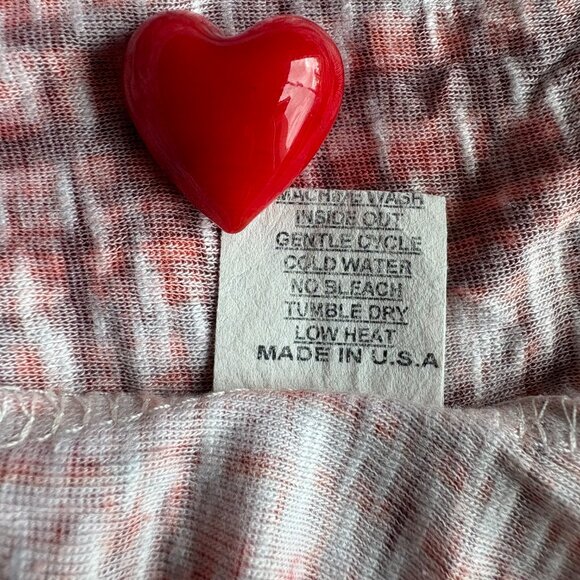 MACHINE WASH
INSIDE OUT
GENTLE CYCLE
COLD WATER
NO BLEACH
TUMBLE DRY
LOW HEAT
MADE IN U.S.A